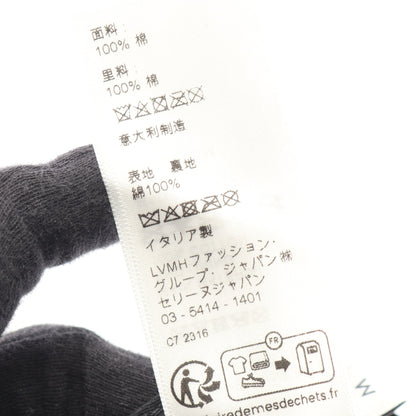 面料:
100% 棉
里料:
100% 棉
意大利制造
表地 裏地
綿100%
イタリア製
LVMHファッション・
グループ・ジャパン㈱
セリーヌジャパン
03 - 5414 - 1401
C7 2316
FR
iredemesdechets.fr
M